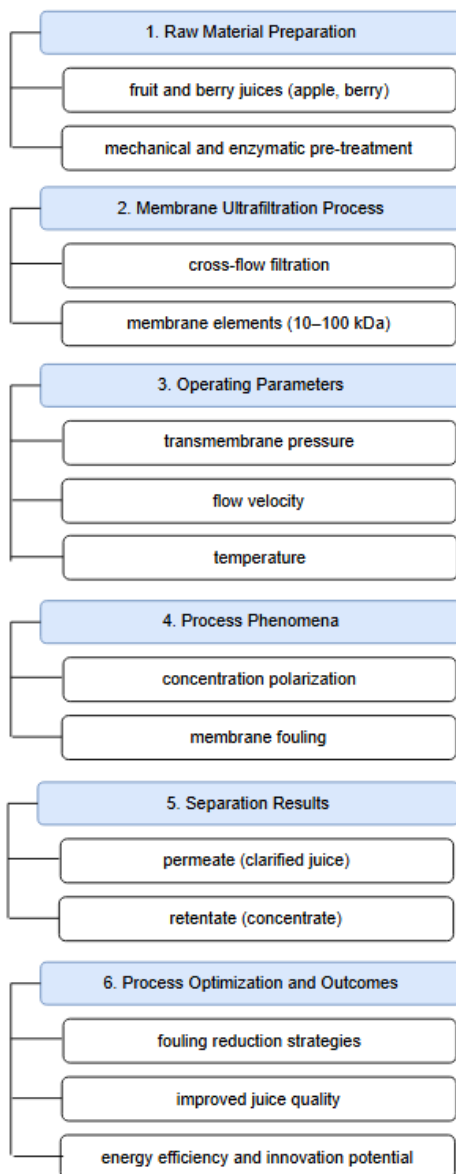 1. Raw Material Preparation
fruit and berry juices (apple, berry)
mechanical and enzymatic pre-treatment
2. Membrane Ultrafiltration Process
cross-flow filtration
membrane elements (10–100 kDa)
3. Operating Parameters
transmembrane pressure
flow velocity
temperature
4. Process Phenomena
concentration polarization
membrane fouling
5. Separation Results
permeate (clarified juice)
retentate (concentrate)
6. Process Optimization and Outcomes
fouling reduction strategies
improved juice quality
energy efficiency and innovation potential